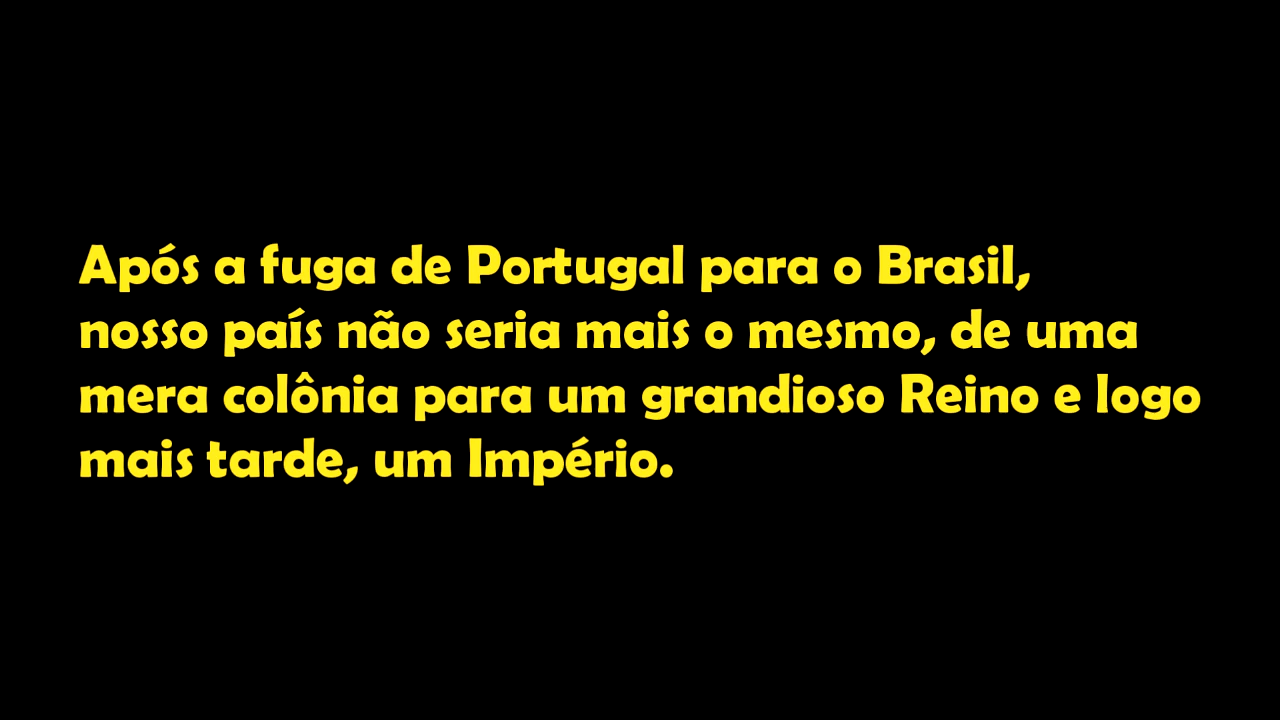 Após a fuga de Portugal para o Brasil,
nosso país não seria mais o mesmo, de uma
mera colônia para um grandioso Reino e logo
mais tarde, um Império.